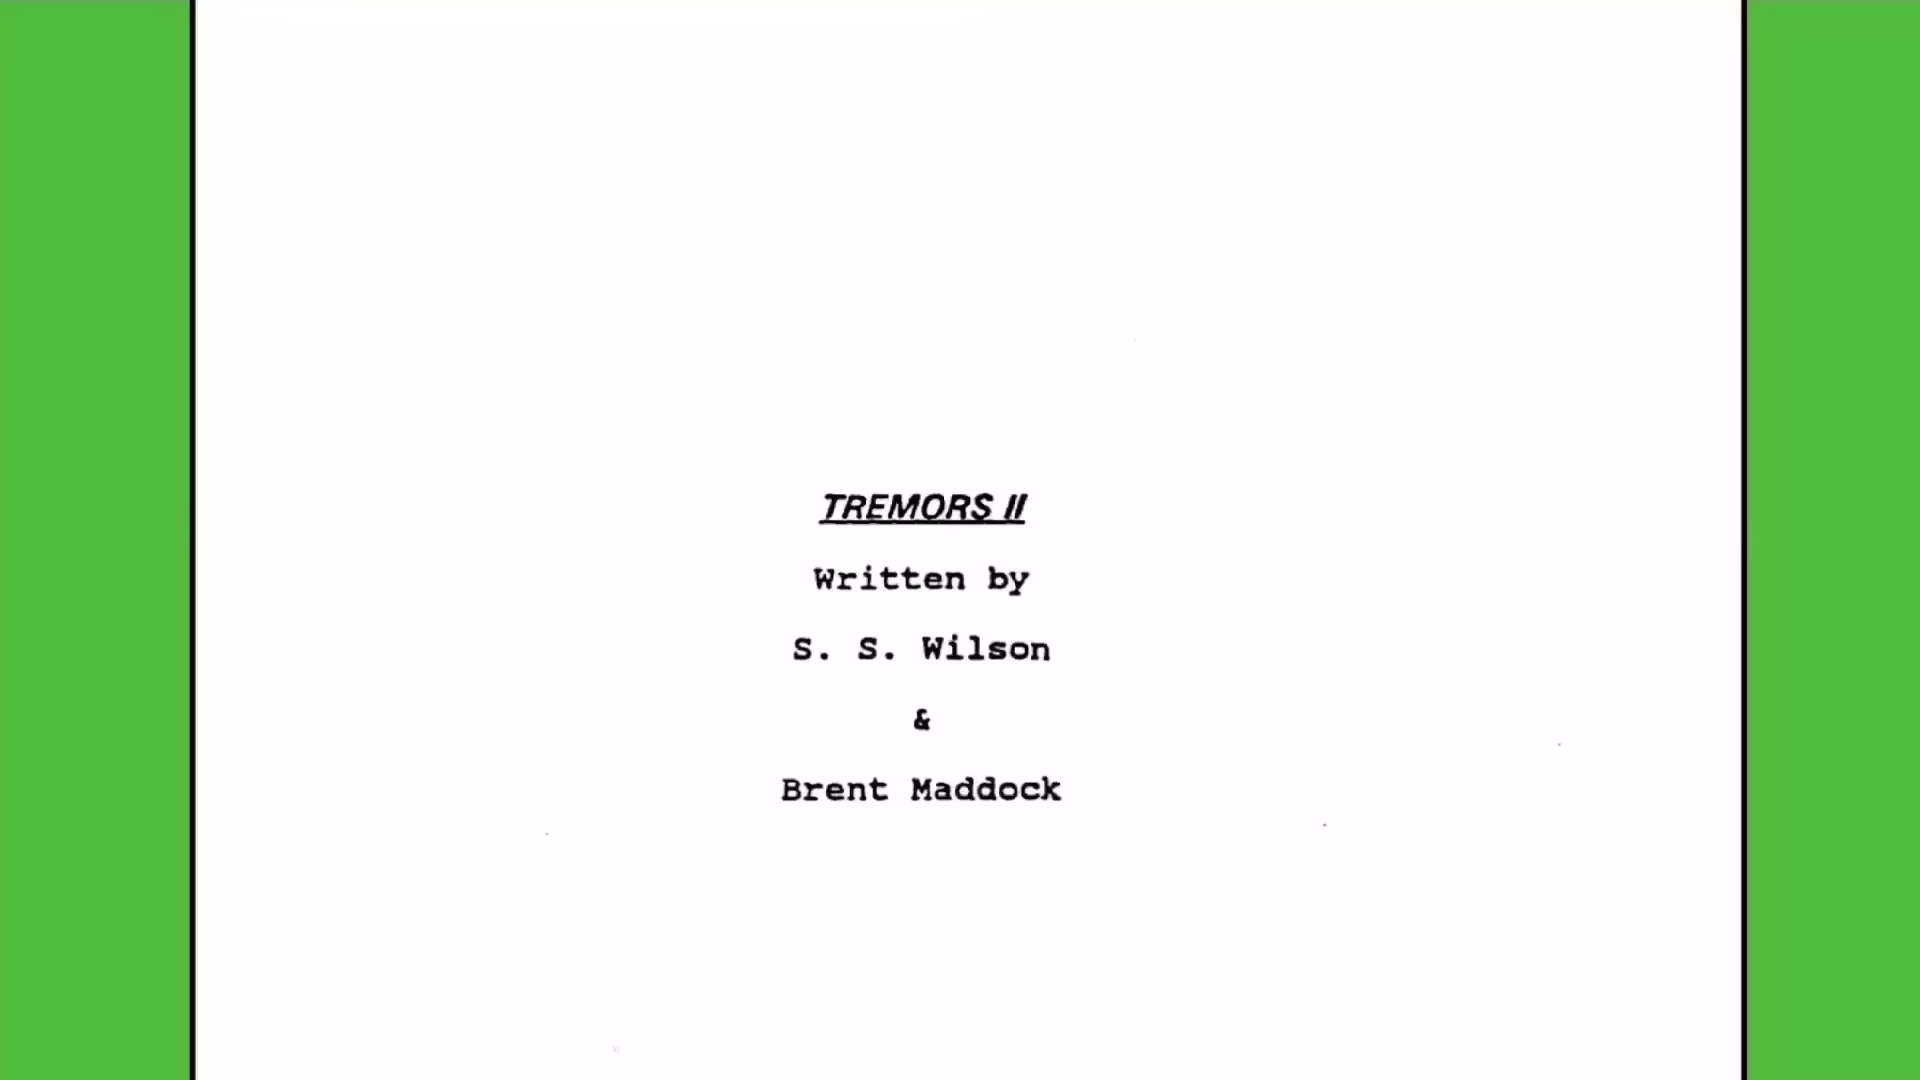 TREMORS II
Written by
S. S. Wilson
&
Brent Maddock